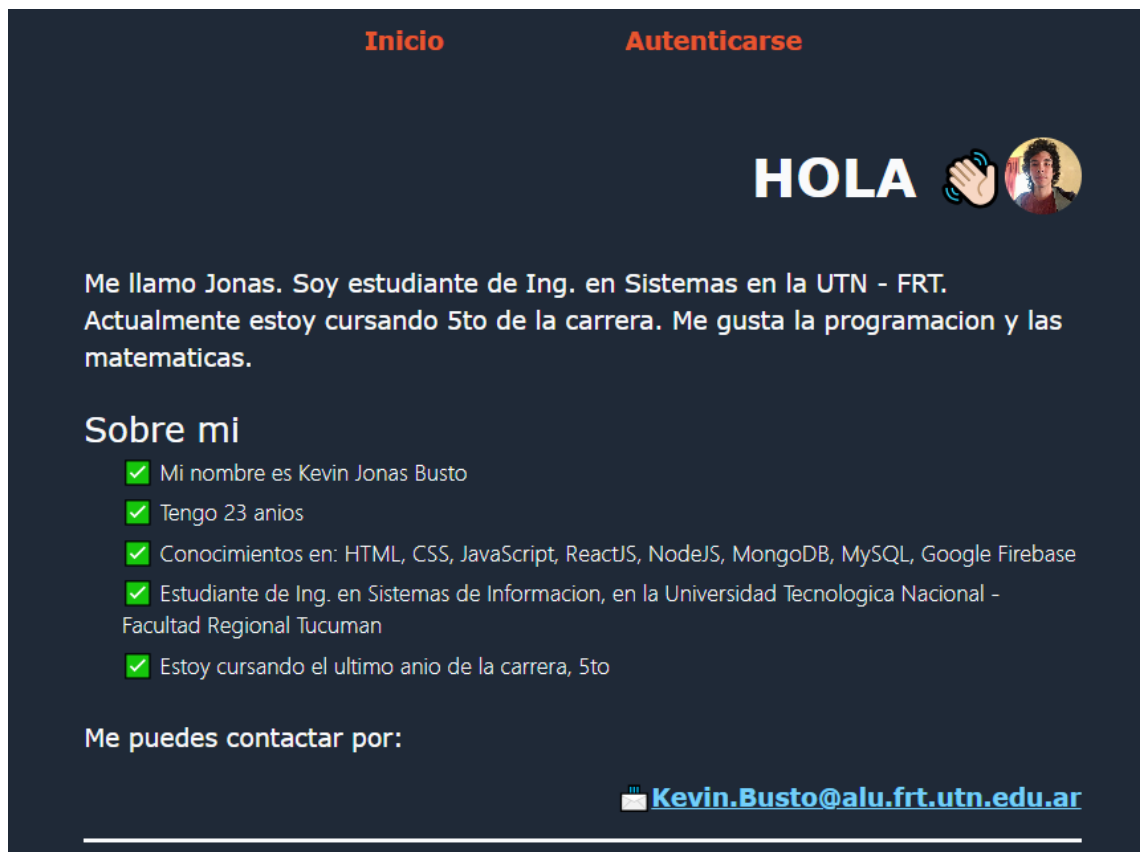 Inicio Autenticarse
HOLA 👋
Me llamo Jonas. Soy estudiante de Ing. en Sistemas en la UTN - FRT.
Actualmente estoy cursando 5to de la carrera. Me gusta la programacion y las
matematicas.
Sobre mi
✅ Mi nombre es Kevin Jonas Busto
✅ Tengo 23 anios
✅ Conocimientos en: HTML, CSS, JavaScript, ReactJS, NodeJS, MongoDB, MySQL, Google Firebase
✅ Estudiante de Ing. en Sistemas de Informacion, en la Universidad Tecnologica Nacional -
Facultad Regional Tucuman
✅ Estoy cursando el ultimo anio de la carrera, 5to
Me puedes contactar por:
📨Kevin.Busto@alu.frt.utn.edu.ar